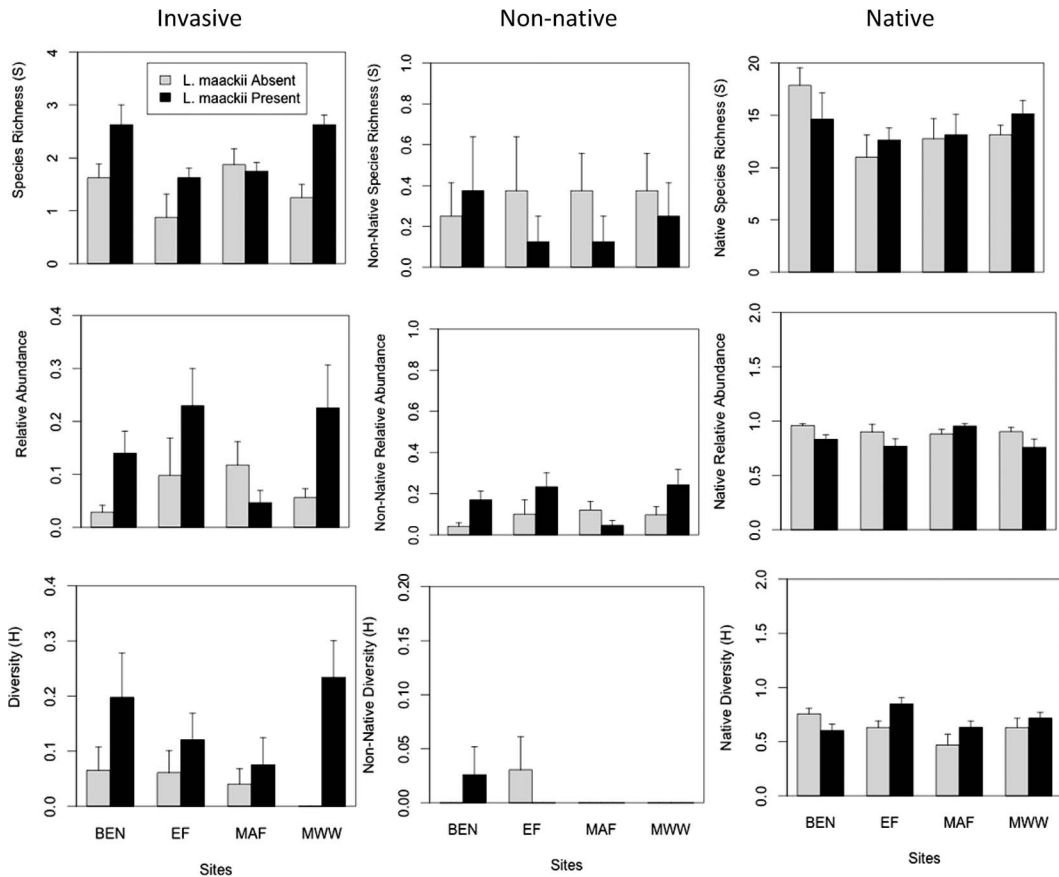 Invasive
Non-native
Native
Species Richness (S)
0 1 2 3 4
L. maackii Absent
L. maackii Present
Non-Native Species Richness (S)
0.0 0.2 0.4 0.6 0.8 1.0
Native Species Richness (S)
0 5 10 15 20
Relative Abundance
0.0 0.1 0.2 0.3 0.4
Non-Native Relative Abundance
0.0 0.2 0.4 0.6 0.8 1.0
Native Relative Abundance
0.0 0.5 1.0 1.5 2.0
Diversity (H)
0.0 0.1 0.2 0.3 0.4
BEN EF MAF MWW
Sites
Non-Native Diversity (H)
0.00 0.05 0.10 0.15 0.20
BEN EF MAF MWW
Sites
Native Diversity (H)
0.0 0.5 1.0 1.5 2.0
BEN EF MAF MWW
Sites